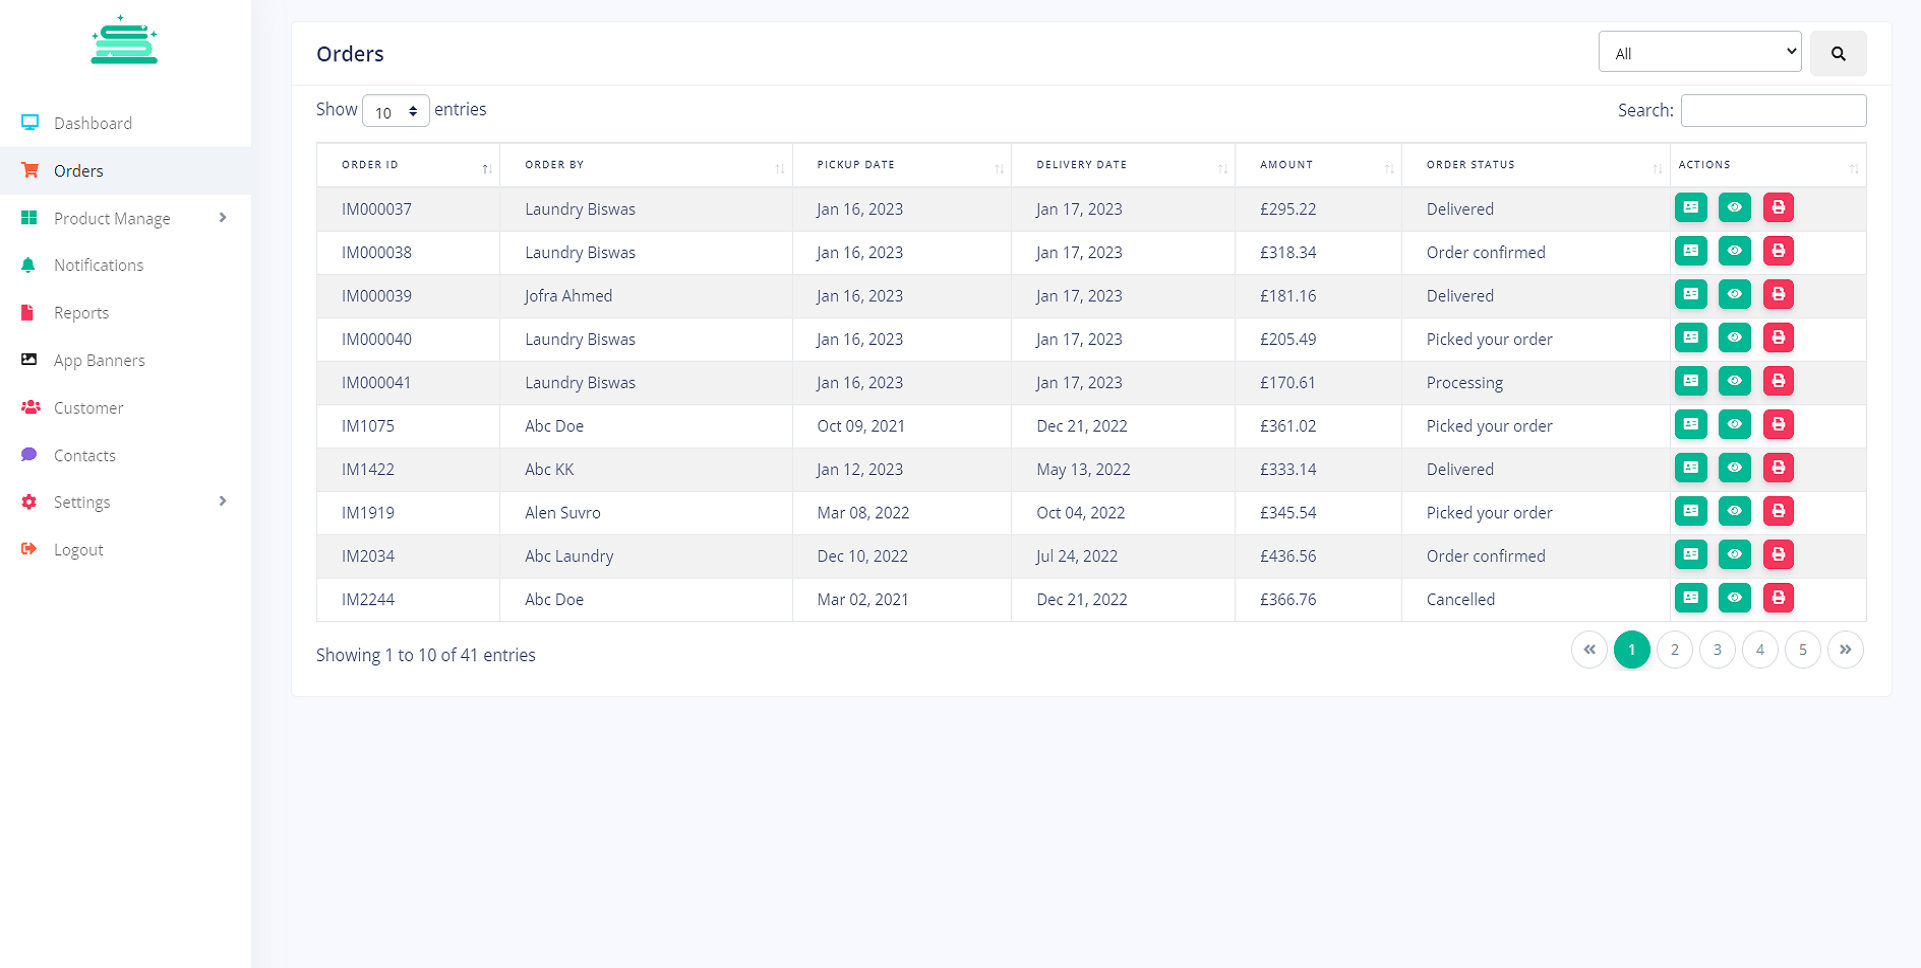 Dashboard
Orders
Product Manage
Notifications
Reports
App Banners
Customer
Contacts
Settings
Logout
Orders
All
Show 10 entries
Search:
ORDER ID ORDER BY PICKUP DATE DELIVERY DATE AMOUNT ORDER STATUS ACTIONS
IM000037 Laundry Biswas Jan 16, 2023 Jan 17, 2023 £295.22 Delivered
IM000038 Laundry Biswas Jan 16, 2023 Jan 17, 2023 £318.34 Order confirmed
IM000039 Jofra Ahmed Jan 16, 2023 Jan 17, 2023 £181.16 Delivered
IM000040 Laundry Biswas Jan 16, 2023 Jan 17, 2023 £205.49 Picked your order
IM000041 Laundry Biswas Jan 16, 2023 Jan 17, 2023 £170.61 Processing
IM1075 Abc Doe Oct 09, 2021 Dec 21, 2022 £361.02 Picked your order
IM1422 Abc KK Jan 12, 2023 May 13, 2022 £333.14 Delivered
IM1919 Alen Suvro Mar 08, 2022 Oct 04, 2022 £345.54 Picked your order
IM2034 Abc Laundry Dec 10, 2022 Jul 24, 2022 £436.56 Order confirmed
IM2244 Abc Doe Mar 02, 2021 Dec 21, 2022 £366.76 Cancelled
Showing 1 to 10 of 41 entries
« 1 2 3 4 5 »